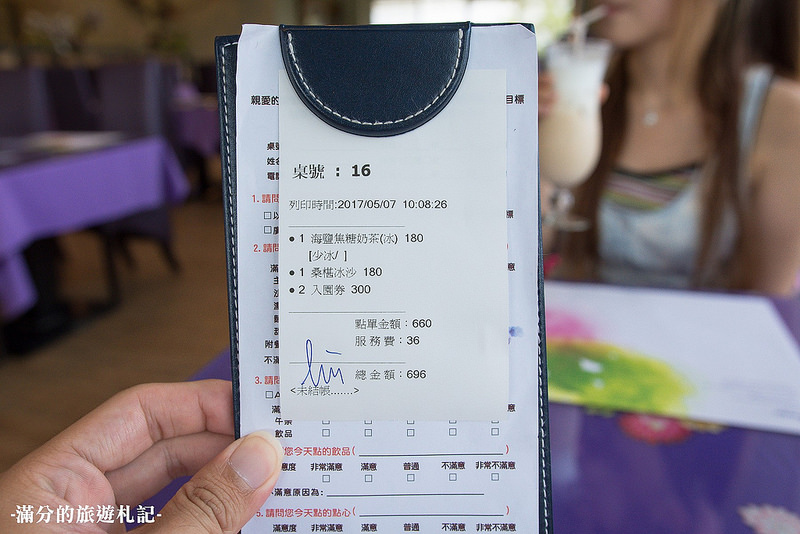 親愛的
目標
桌號 : 16
列印時間:2017/05/07 10:08:26
● 1 海鹽焦糖奶茶(冰) 180
[少冰/ ]
● 1 桑椹冰沙 180
● 2 入園券 300
點單金額：660
服務費：36
總金額：696
<未結帳.......>
1. 請問
2. 請問
3. 請問
飲品 □ □ □ □ □
您今天點的飲品( )
意度 非常滿意 滿意 普通 不滿意 非常不滿意
□ □ □ □ □
不滿意原因為:
5. 請問您今天點的點心( )
滿意度 非常滿意 滿意 普通 不滿意 非常不滿意
-滿分的旅遊札記-